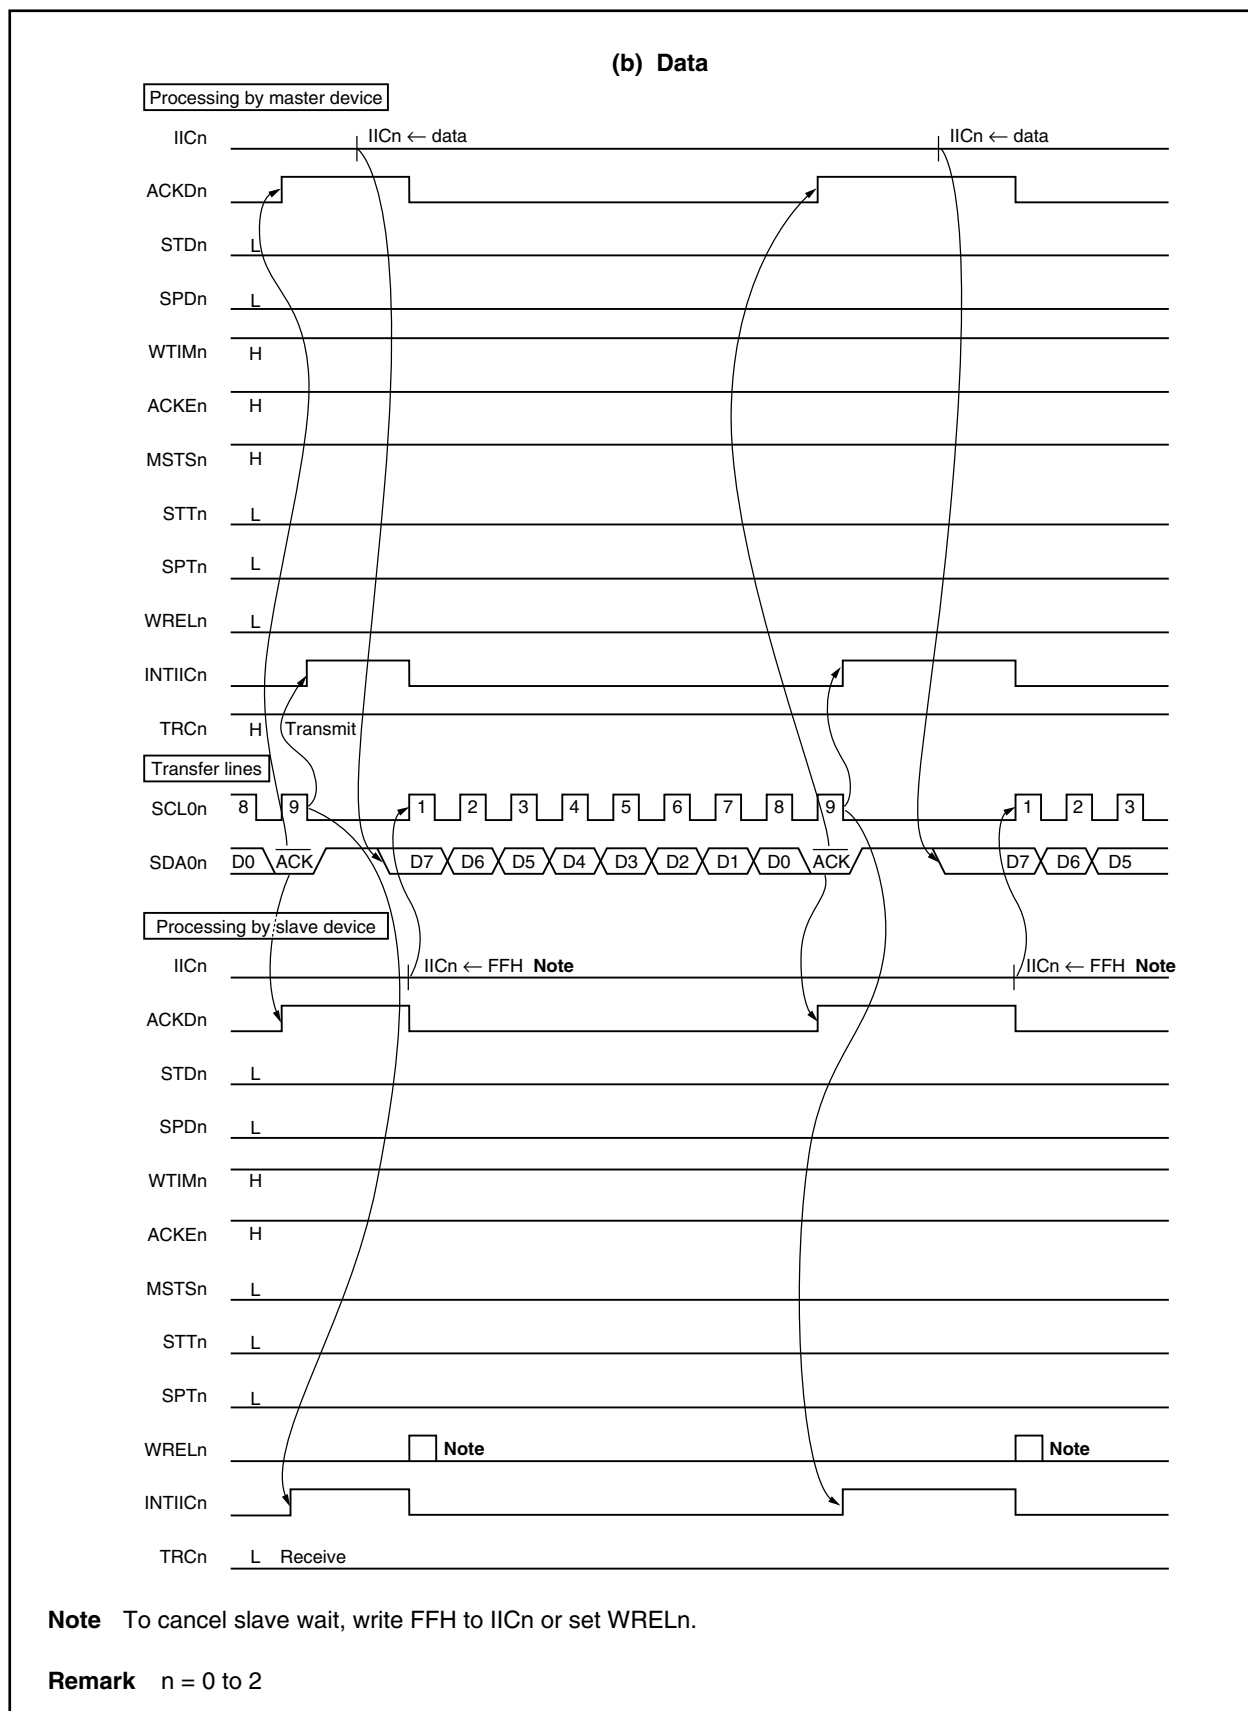 (b) Data
Processing by master device
IICn IICn ← data IICn ← data
ACKDn
STDn L
SPDn L
WTIMn H
ACKEn H
MSTSn H
STTn L
SPTn L
WRELn L
INTIICn
TRCn H Transmit
Transfer lines
SCL0n 8 9 1 2 3 4 5 6 7 8 9 1 2 3
SDA0n D0 ACK D7 D6 D5 D4 D3 D2 D1 D0 ACK D7 D6 D5
Processing by slave device
IICn IICn ← FFH Note IICn ← FFH Note
ACKDn
STDn L
SPDn L
WTIMn H
ACKEn H
MSTSn L
STTn L
SPTn L
WRELn Note Note
INTIICn
TRCn L Receive
Note To cancel slave wait, write FFH to IICn or set WRELn.
Remark n = 0 to 2